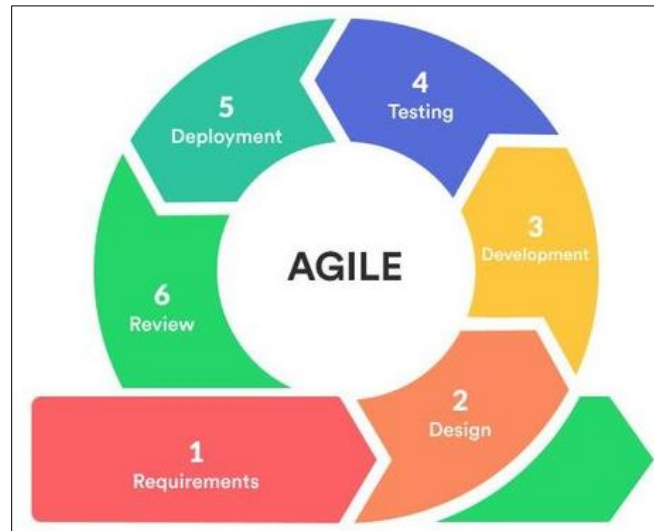 4
Testing
5
Deployment
3
Development
AGILE
6
Review
2
Design
1
Requirements